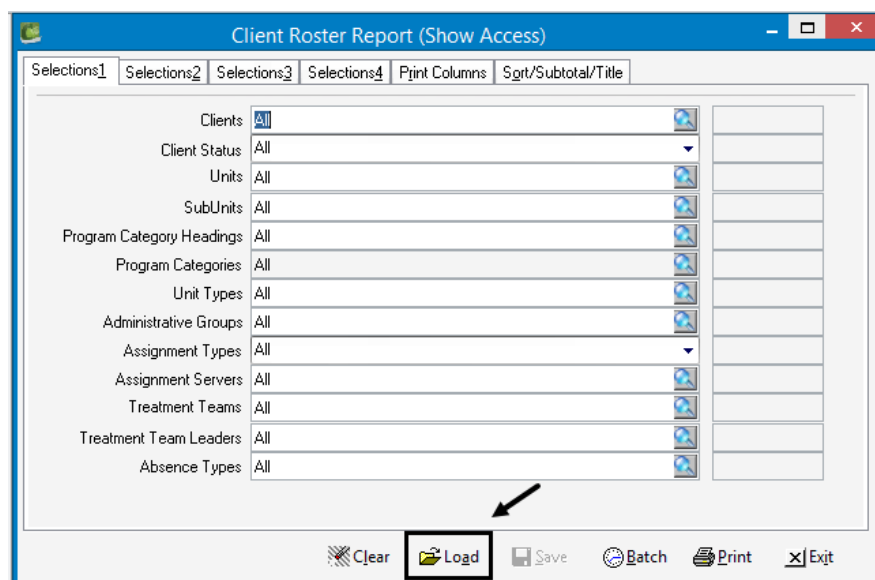 Client Roster Report (Show Access)
Selections1 Selections2 Selections3 Selections4 Print Columns Sort/Subtotal/Title
Clients All
Client Status All
Units All
SubUnits All
Program Category Headings All
Program Categories All
Unit Types All
Administrative Groups All
Assignment Types All
Assignment Servers All
Treatment Teams All
Treatment Team Leaders All
Absence Types All
Clear Load Save Batch Print Exit